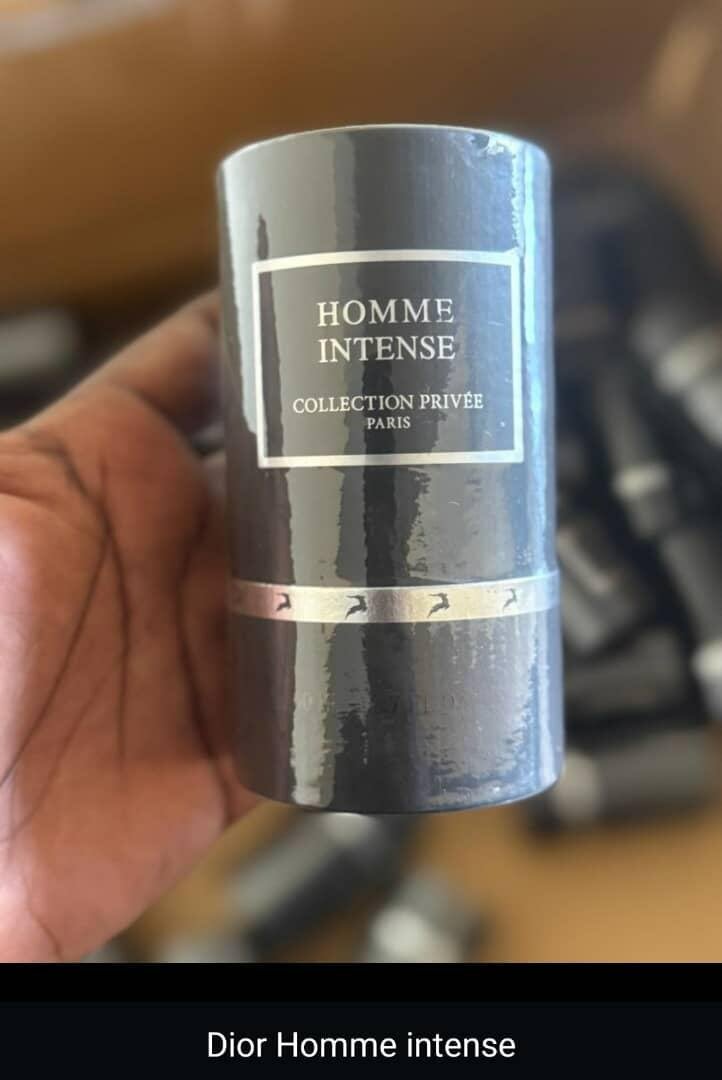 HOMME
INTENSE
COLLECTION PRIVÉE
PARIS
Dior Homme intense